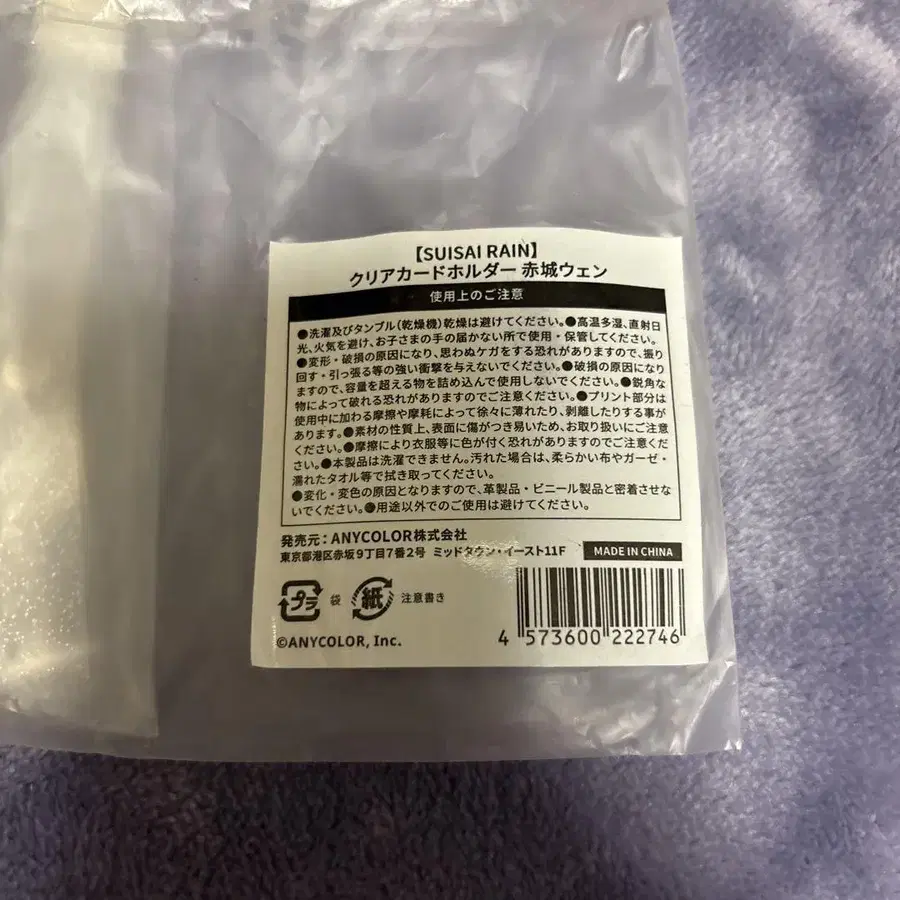 【SUISAI RAIN】
クリアカードホルダー 赤城ウェン
使用上のご注意
●洗濯及びタンブル(乾燥機)乾燥は避けてください。●高温多湿、直射日
光、火気を避け、お子さまの手の届かない所で使用・保管してください。
●変形・破損の原因になり、思わぬケガをする恐れがありますので、振り
回す・引っ張る等の強い衝撃を与えないでください。●破損の原因になり
ますので、容量を超える物を詰め込んで使用しないでください。●鋭角な
物によって破れる恐れがありますのでご注意ください。●プリント部分は
使用中に加わる摩擦や摩耗によって徐々に薄れたり、剥離したりする事が
あります。●素材の性質上、表面に傷がつき易いため、お取り扱いにご注意
ください。●摩擦により衣服等に色が付く恐れがありますのでご注意くだ
さい。●本製品は洗濯できません。汚れた場合は、柔らかい布やガーゼ・
濡れたタオル等で拭き取ってください。
●変化・変色の原因となりますので、革製品・ビニール製品と密着させな
いでください。●用途以外でのご使用は避けてください。
発売元:ANYCOLOR株式会社
東京都港区赤坂9丁目7番2号 ミッドタウン・イースト11F
MADE IN CHINA
プラ 袋 紙 注意書き
©ANYCOLOR, Inc.
4 573600 222746